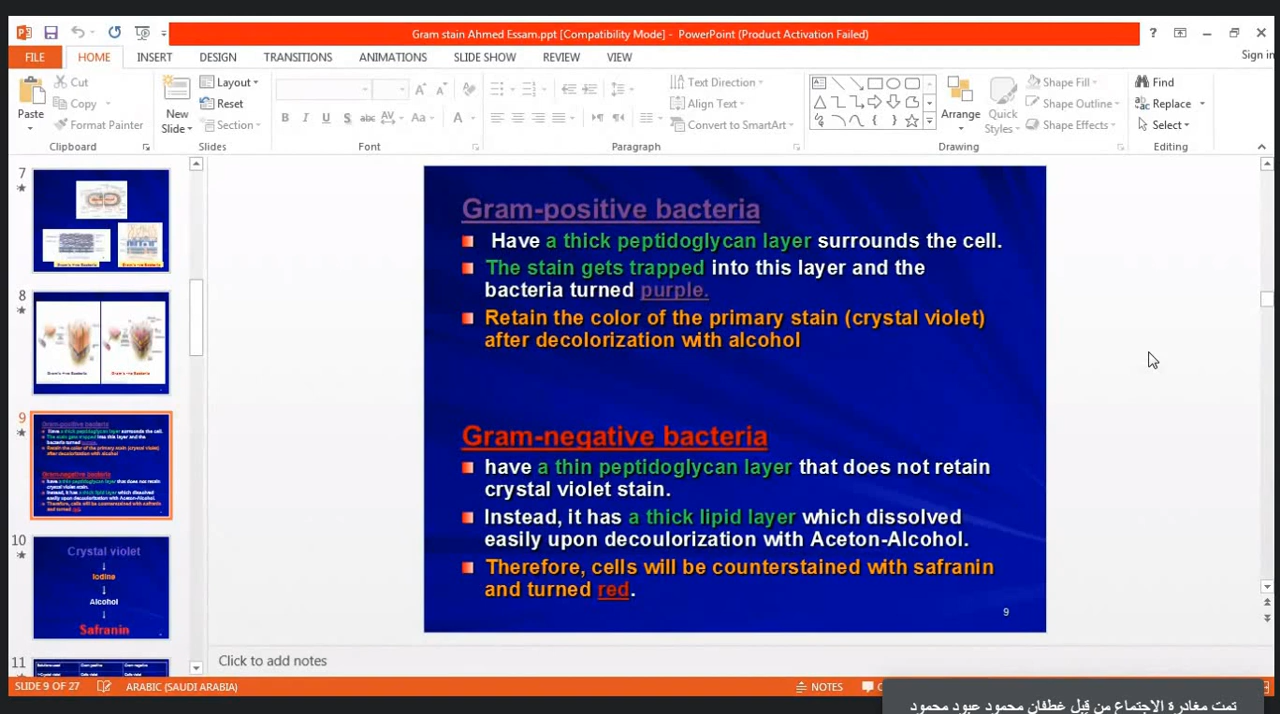 Gram stain Ahmed Essam.ppt [Compatibility Mode] - PowerPoint (Product Activation Failed)
FILE HOME INSERT DESIGN TRANSITIONS ANIMATIONS SLIDE SHOW REVIEW VIEW
Sign in
Paste
Cut
Copy
Format Painter
Clipboard
New
Slide
Layout
Reset
Section
Slides
Font
Text Direction
Align Text
Convert to SmartArt
Paragraph
Arrange
Quick
Styles
Shape Fill
Shape Outline
Shape Effects
Drawing
Find
Replace
Select
Editing
7
8
9
10
Crystal violet
Iodine
Alcohol
Safranin
11
Gram-positive bacteria
Have a thick peptidoglycan layer surrounds the cell.
The stain gets trapped into this layer and the
bacteria turned purple.
Retain the color of the primary stain (crystal violet)
after decolorization with alcohol
Gram-negative bacteria
have a thin peptidoglycan layer that does not retain
crystal violet stain.
Instead, it has a thick lipid layer which dissolved
easily upon decoulorization with Aceton-Alcohol.
Therefore, cells will be counterstained with safranin
and turned red.
9
Click to add notes
SLIDE 9 OF 27 ARABIC (SAUDI ARABIA) NOTES
تمت مغادرة الاجتماع من قِبل خطفان محمود عبود محمود